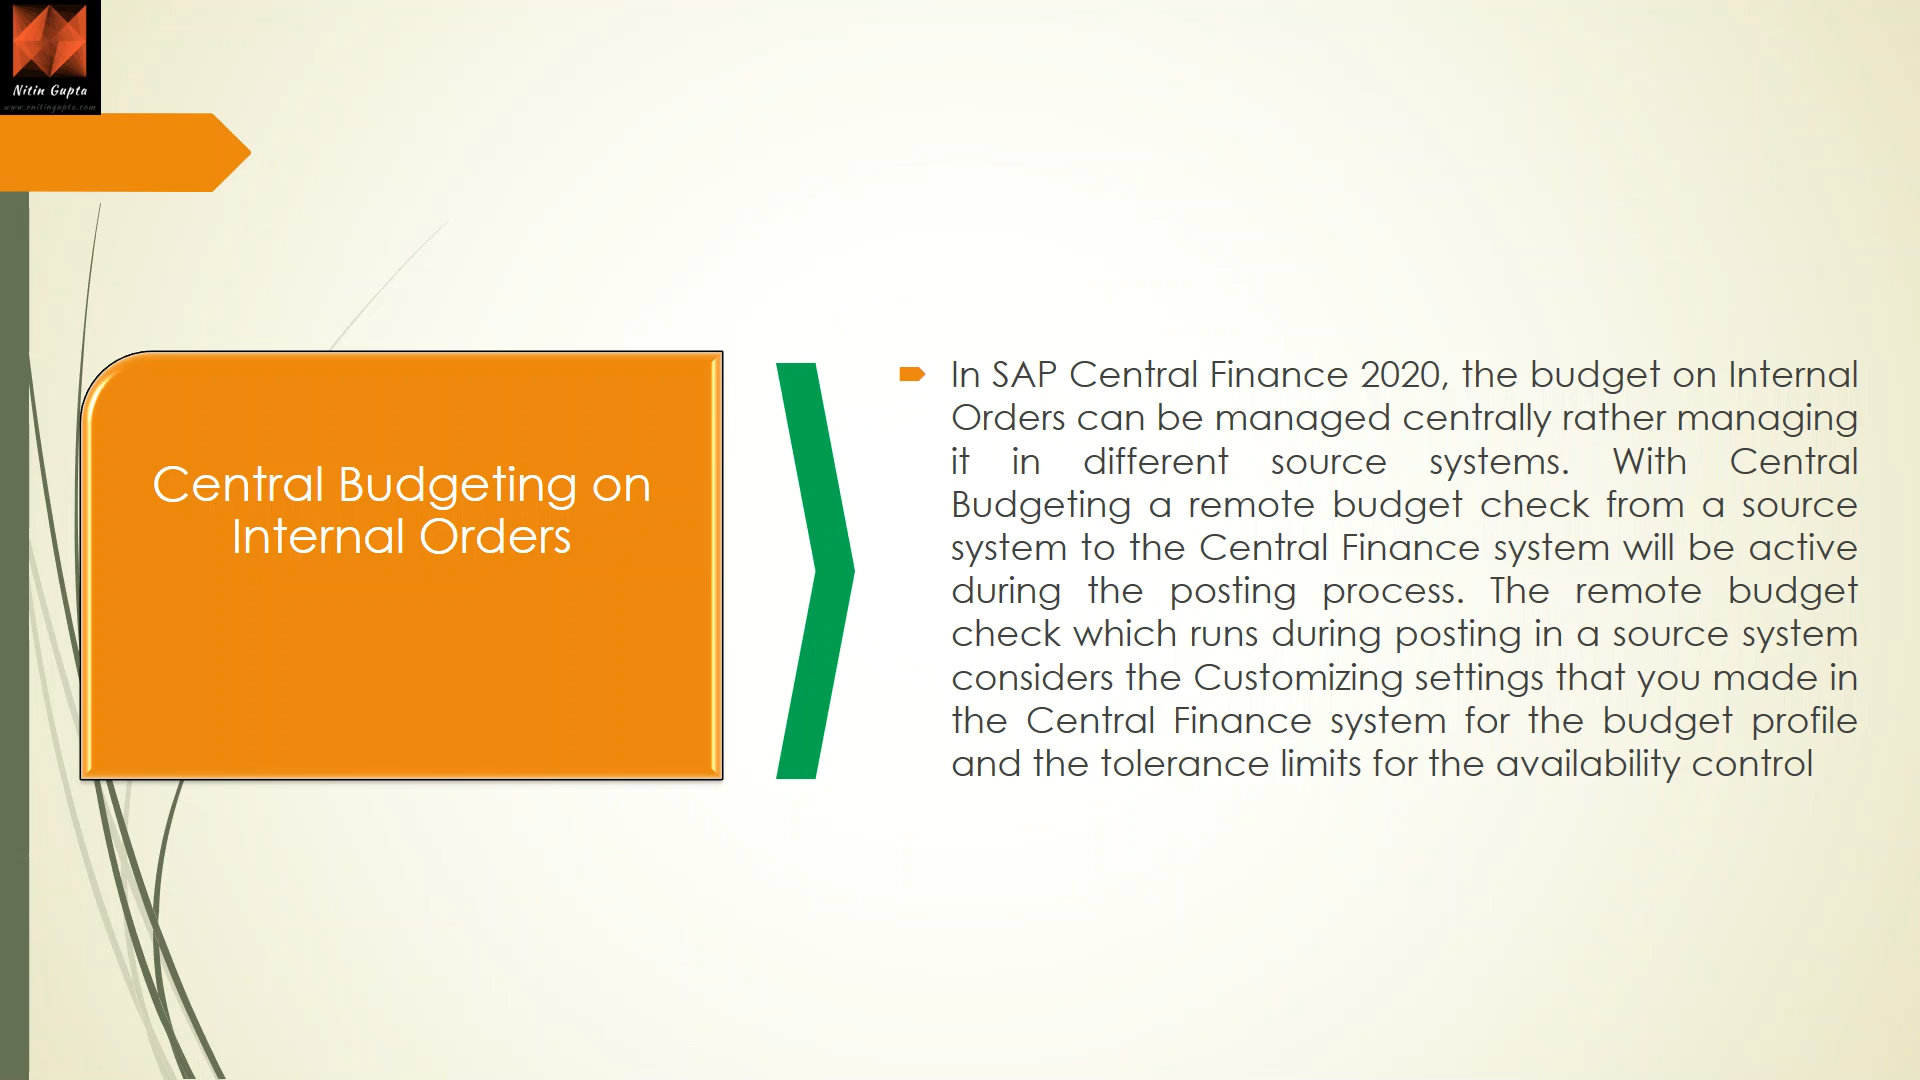 Nitin Gupta
www.rnitingupta.com
Central Budgeting on
Internal Orders
In SAP Central Finance 2020, the budget on Internal
Orders can be managed centrally rather managing
it in different source systems. With Central
Budgeting a remote budget check from a source
system to the Central Finance system will be active
during the posting process. The remote budget
check which runs during posting in a source system
considers the Customizing settings that you made in
the Central Finance system for the budget profile
and the tolerance limits for the availability control